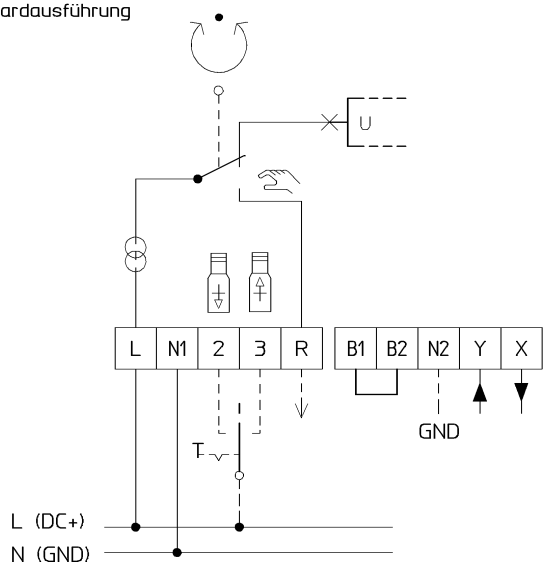 ardausführung
U
L N1 2 3 R B1 B2 N2 Y X
GND
T
L (DC+)
N (GND)